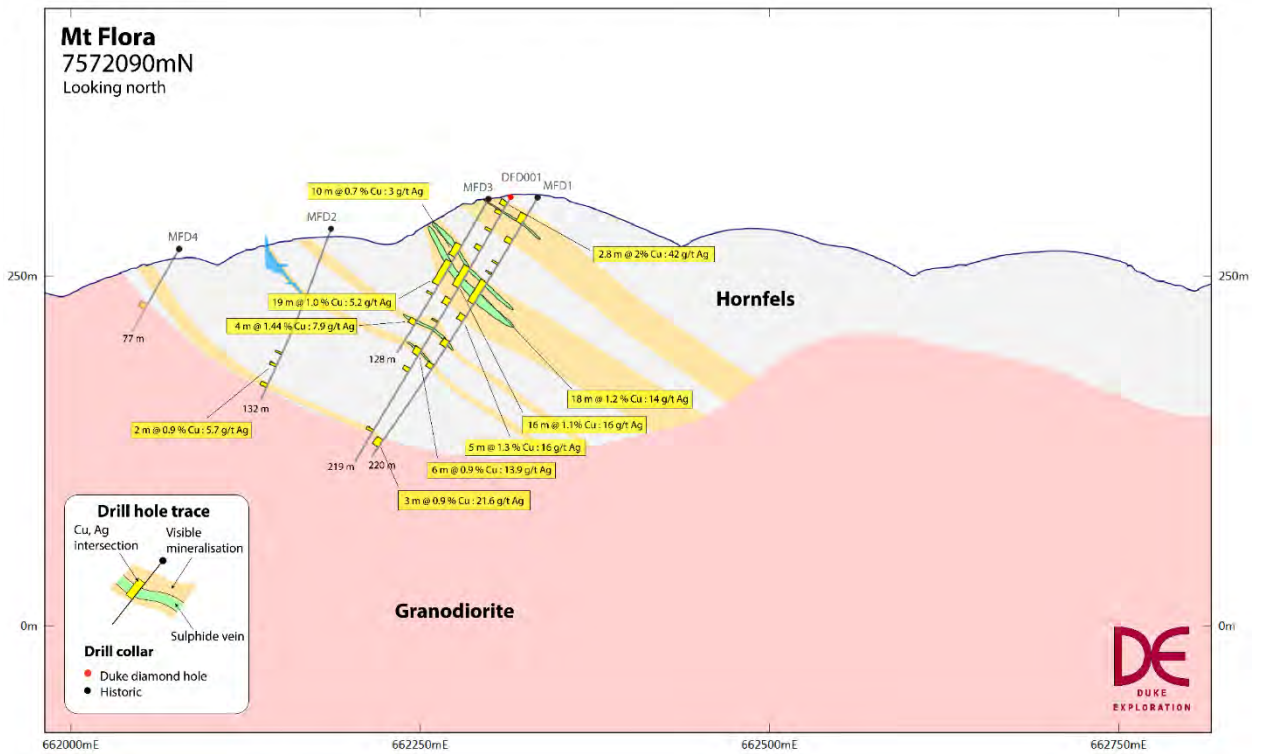 Mt Flora
7572090mN
Looking north
10 m @ 0.7 % Cu : 3 g/t Ag
MFD3
DFD001
MFD1
MFD2
MFD4
2.8 m @ 2% Cu : 42 g/t Ag
250m
250m
Hornfels
19 m @ 1.0 % Cu : 5.2 g/t Ag
4 m @ 1.44 % Cu : 7.9 g/t Ag
77 m
128 m
18 m @ 1.2 % Cu : 14 g/t Ag
132 m
16 m @ 1.1% Cu : 16 g/t Ag
2 m @ 0.9 % Cu : 5.7 g/t Ag
5 m @ 1.3 % Cu : 16 g/t Ag
219 m
220 m
6 m @ 0.9 % Cu : 13.9 g/t Ag
3 m @ 0.9 % Cu : 21.6 g/t Ag
Drill hole trace
Cu, Ag
intersection
Visible
mineralisation
Sulphide vein
Drill collar
Duke diamond hole
Historic
Granodiorite
0m
0m
DE
DUKE
EXPLORATION
662000mE
662250mE
662500mE
662750mE